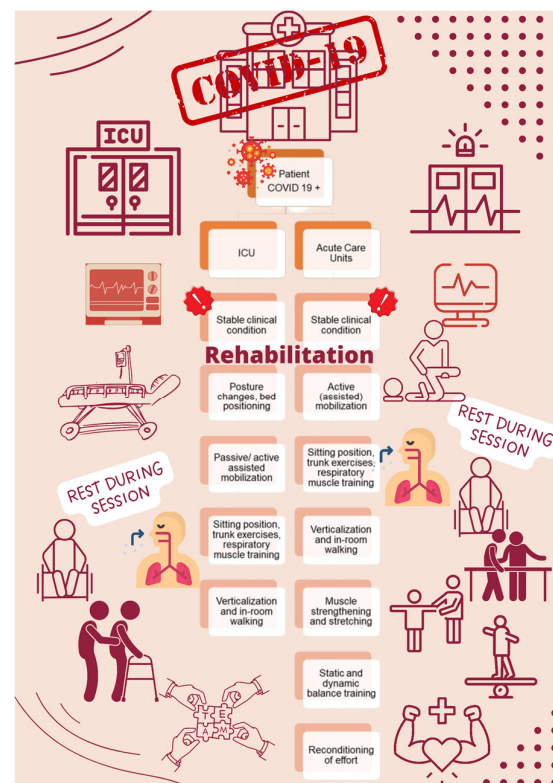 COVID-19
ICU
Patient
COVID 19 +
ICU
Acute Care
Units
Stable clinical
condition
Stable clinical
condition
Rehabilitation
Posture
changes, bed
positioning
Active
(assisted)
mobilization
REST DURING
SESSION
Passive/ active
assisted
mobilization
Sitting position,
trunk exercises,
respiratory
muscle training
REST DURING
SESSION
Sitting position,
trunk exercises,
respiratory
muscle training
Verticalization
and in-room
walking
Verticalization
and in-room
walking
Muscle
strengthening
and stretching
Static and
dynamic
balance training
TEAM
Reconditioning
of effort